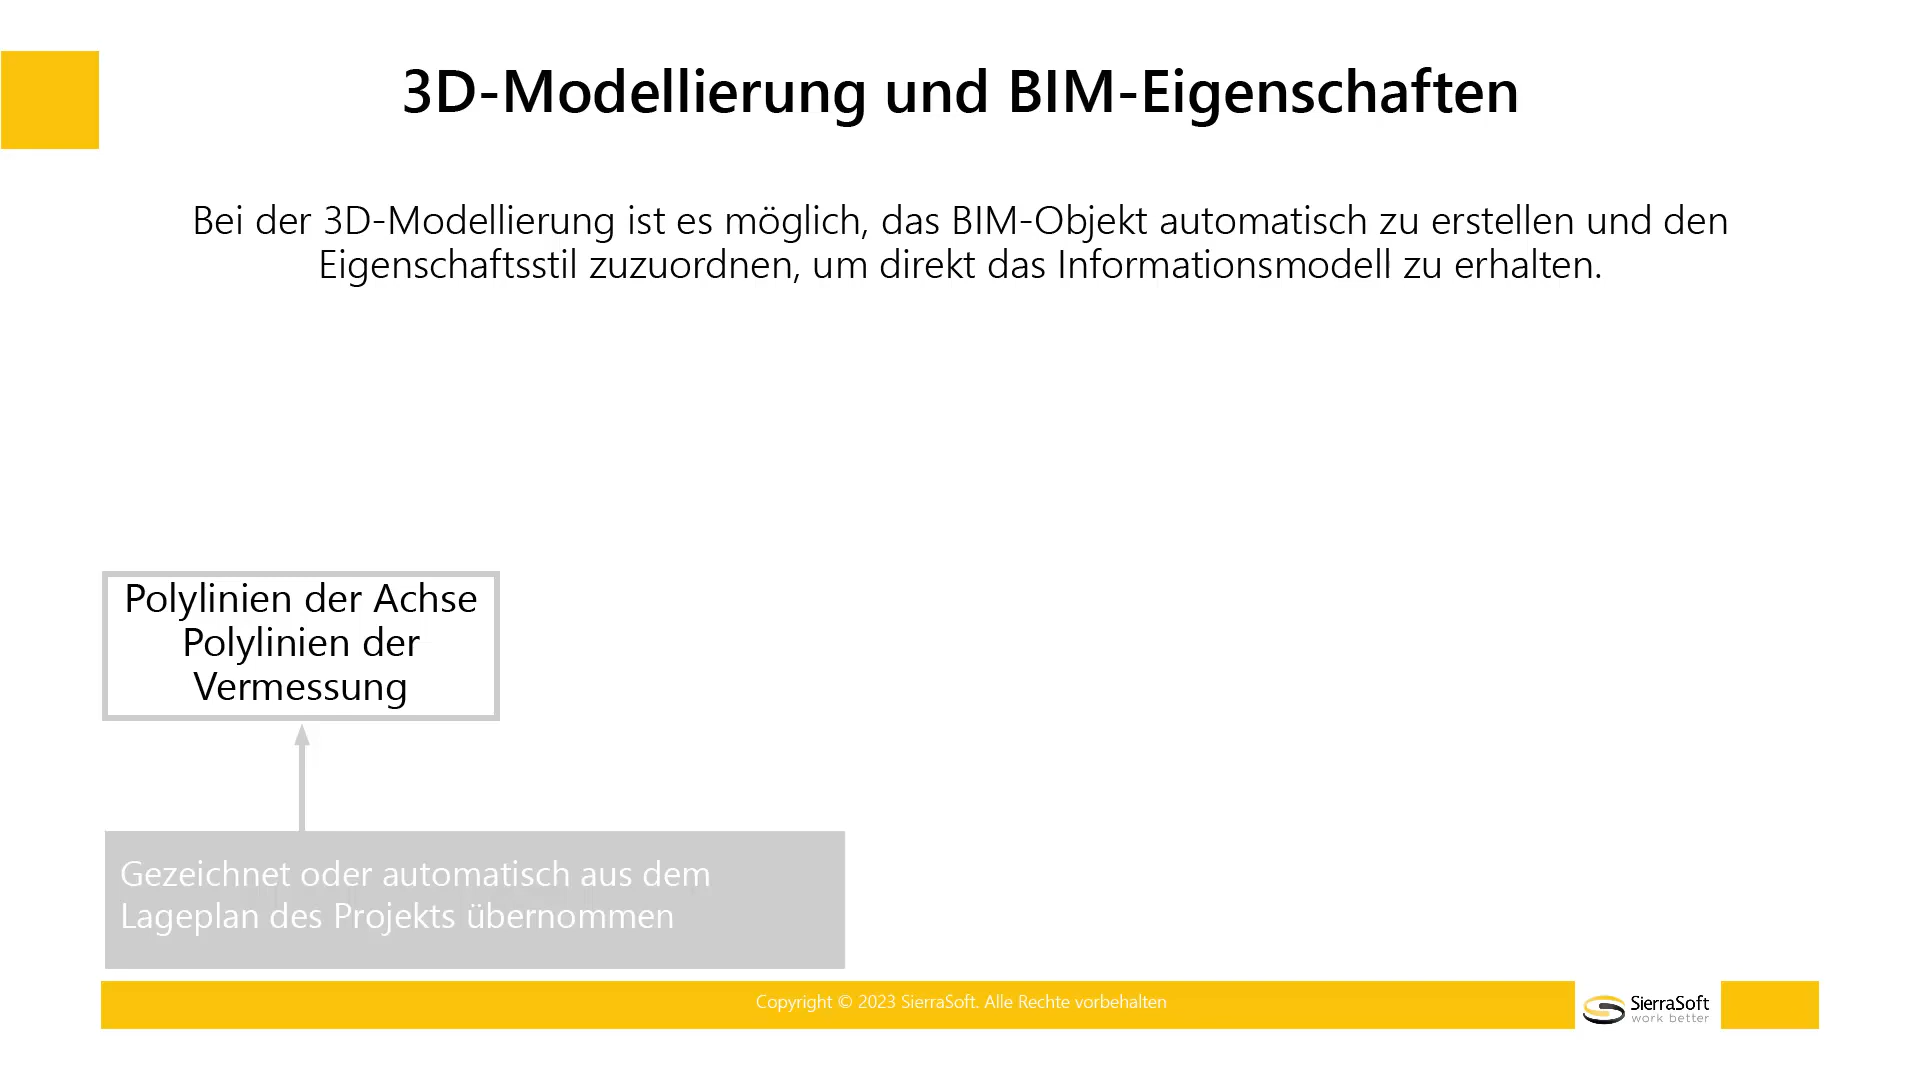 3D-Modellierung und BIM-Eigenschaften
Bei der 3D-Modellierung ist es möglich, das BIM-Objekt automatisch zu erstellen und den
Eigenschaftsstil zuzuordnen, um direkt das Informationsmodell zu erhalten.
Polylinien der Achse
Polylinien der
Vermessung
Gezeichnet oder automatisch aus dem
Lageplan des Projekts übernommen
Copyright © 2023 SierraSoft. Alle Rechte vorbehalten
SierraSoft
work better